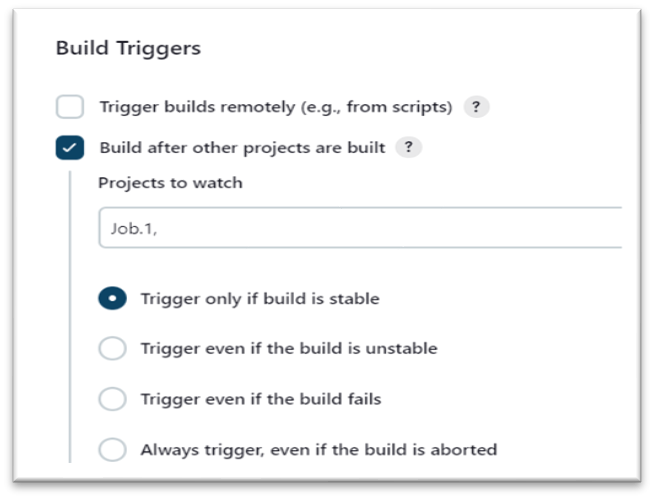 Build Triggers
Trigger builds remotely (e.g., from scripts) ?
Build after other projects are built ?
Projects to watch
Job.1,
Trigger only if build is stable
Trigger even if the build is unstable
Trigger even if the build fails
Always trigger, even if the build is aborted